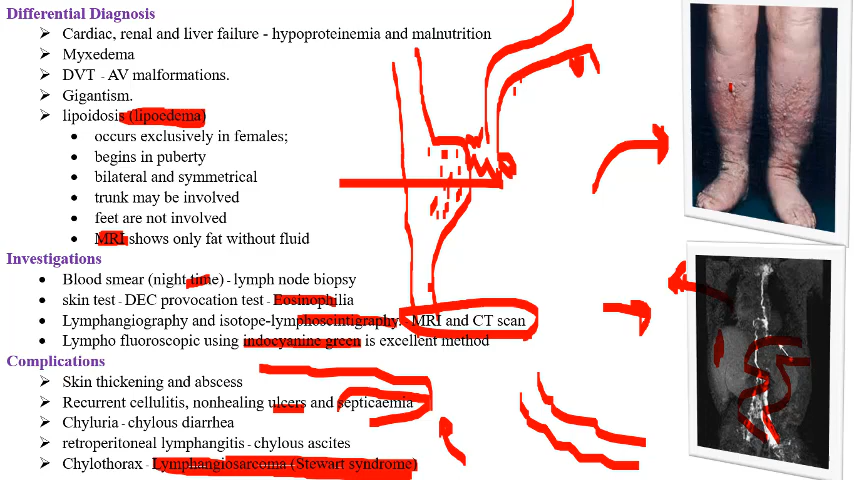 Differential Diagnosis
➢ Cardiac, renal and liver failure - hypoproteinemia and malnutrition
➢ Myxedema
➢ DVT - AV malformations.
➢ Gigantism.
➢ lipoidosis (lipoedema)
• occurs exclusively in females;
• begins in puberty
• bilateral and symmetrical
• trunk may be involved
• feet are not involved
• MRI shows only fat without fluid
Investigations
• Blood smear (night time) - lymph node biopsy
• skin test - DEC provocation test - Eosinophilia
• Lymphangiography and isotope-lymphoscintigraphy. MRI and CT scan
• Lympho fluoroscopic using indocyanine green is excellent method
Complications
➢ Skin thickening and abscess
➢ Recurrent cellulitis, nonhealing ulcers and septicaemia
➢ Chyluria - chylous diarrhea
➢ retroperitoneal lymphangitis - chylous ascites
➢ Chylothorax - Lymphangiosarcoma (Stewart syndrome)